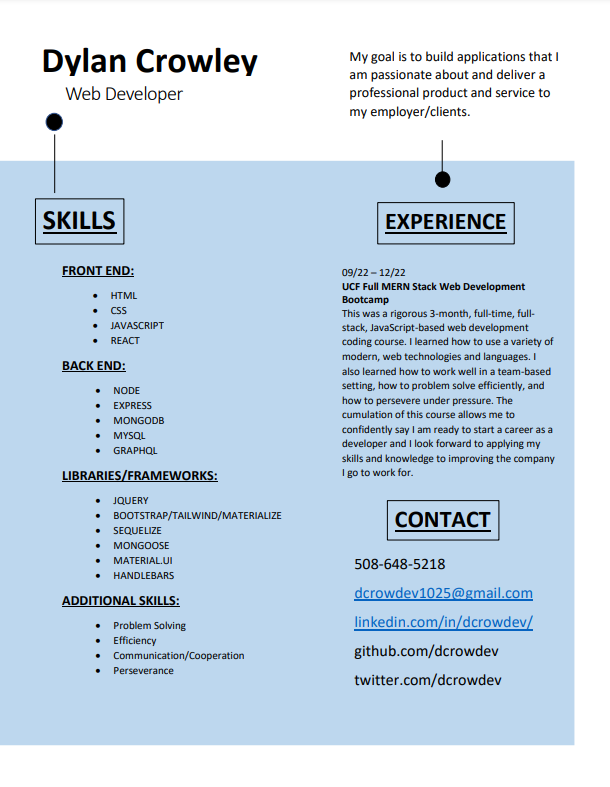 Dylan Crowley
Web Developer
My goal is to build applications that I
am passionate about and deliver a
professional product and service to
my employer/clients.
SKILLS
FRONT END:
• HTML
• CSS
• JAVASCRIPT
• REACT
BACK END:
• NODE
• EXPRESS
• MONGODB
• MYSQL
• GRAPHQL
LIBRARIES/FRAMEWORKS:
• JQUERY
• BOOTSTRAP/TAILWIND/MATERIALIZE
• SEQUELIZE
• MONGOOSE
• MATERIAL.UI
• HANDLEBARS
ADDITIONAL SKILLS:
• Problem Solving
• Efficiency
• Communication/Cooperation
• Perseverance
EXPERIENCE
09/22 – 12/22
UCF Full MERN Stack Web Development
Bootcamp
This was a rigorous 3-month, full-time, full-
stack, JavaScript-based web development
coding course. I learned how to use a variety of
modern, web technologies and languages. I
also learned how to work well in a team-based
setting, how to problem solve efficiently, and
how to persevere under pressure. The
cumulation of this course allows me to
confidently say I am ready to start a career as a
developer and I look forward to applying my
skills and knowledge to improving the company
I go to work for.
CONTACT
508-648-5218
dcrowdev1025@gmail.com
linkedin.com/in/dcrowdev/
github.com/dcrowdev
twitter.com/dcrowdev